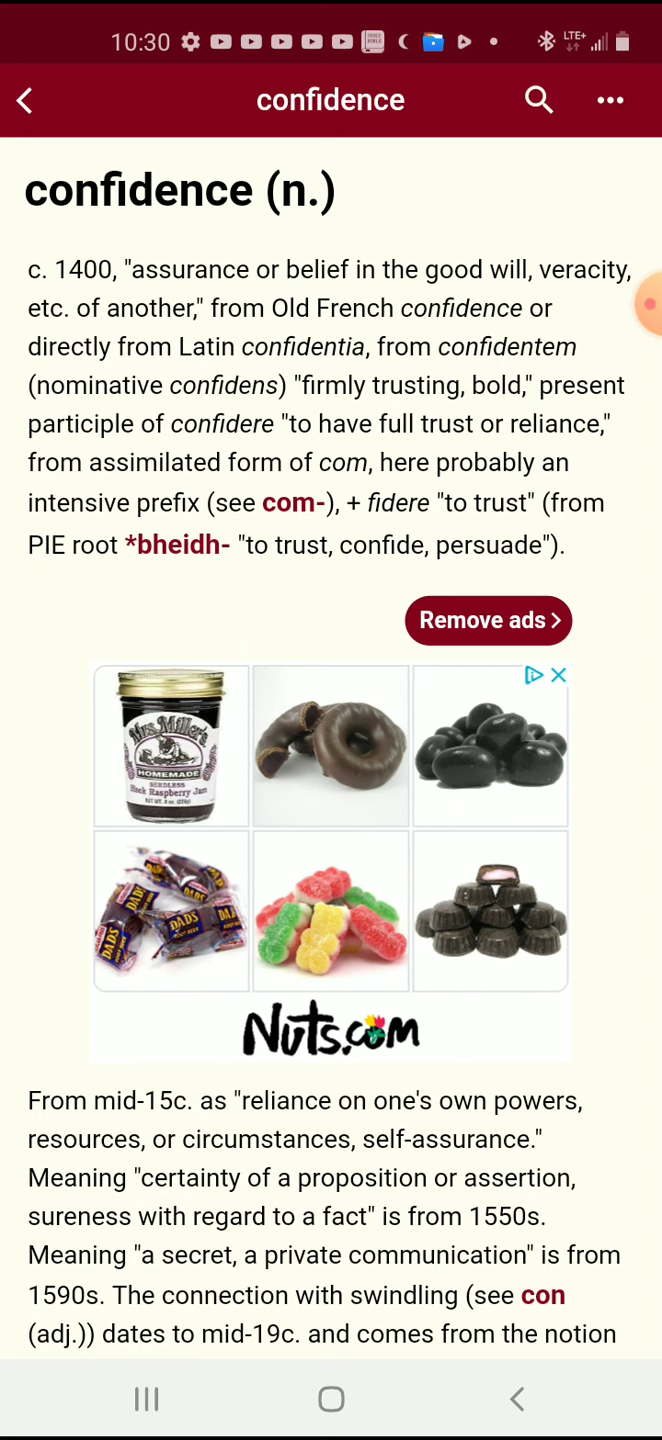 10:30
LTE+
confidence
confidence (n.)
c. 1400, "assurance or belief in the good will, veracity,
etc. of another," from Old French confidence or
directly from Latin confidentia, from confidentem
(nominative confidens) "firmly trusting, bold," present
participle of confidere "to have full trust or reliance,"
from assimilated form of com, here probably an
intensive prefix (see com-), + fidere "to trust" (from
PIE root *bheidh- "to trust, confide, persuade").
Remove ads
Mrs. Miller's
HOMEMADE
SEEDLESS
Black Raspberry Jam
DAD'S
ROOT BEER
Nuts.com
From mid-15c. as "reliance on one's own powers,
resources, or circumstances, self-assurance."
Meaning "certainty of a proposition or assertion,
sureness with regard to a fact" is from 1550s.
Meaning "a secret, a private communication" is from
1590s. The connection with swindling (see con
(adj.)) dates to mid-19c. and comes from the notion